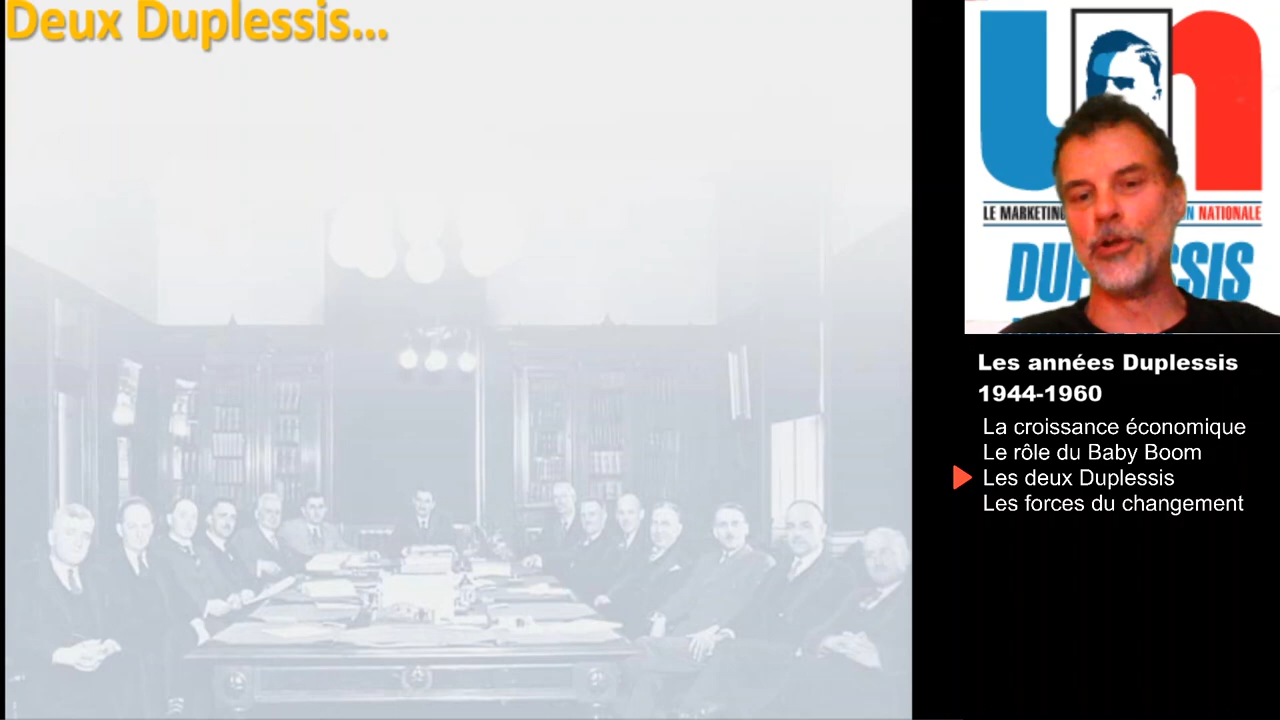 Deux Duplessis...
un
LE MARKETING
NATIONALE
Les années Duplessis
1944-1960
La croissance économique
Le rôle du Baby Boom
Les deux Duplessis
Les forces du changement